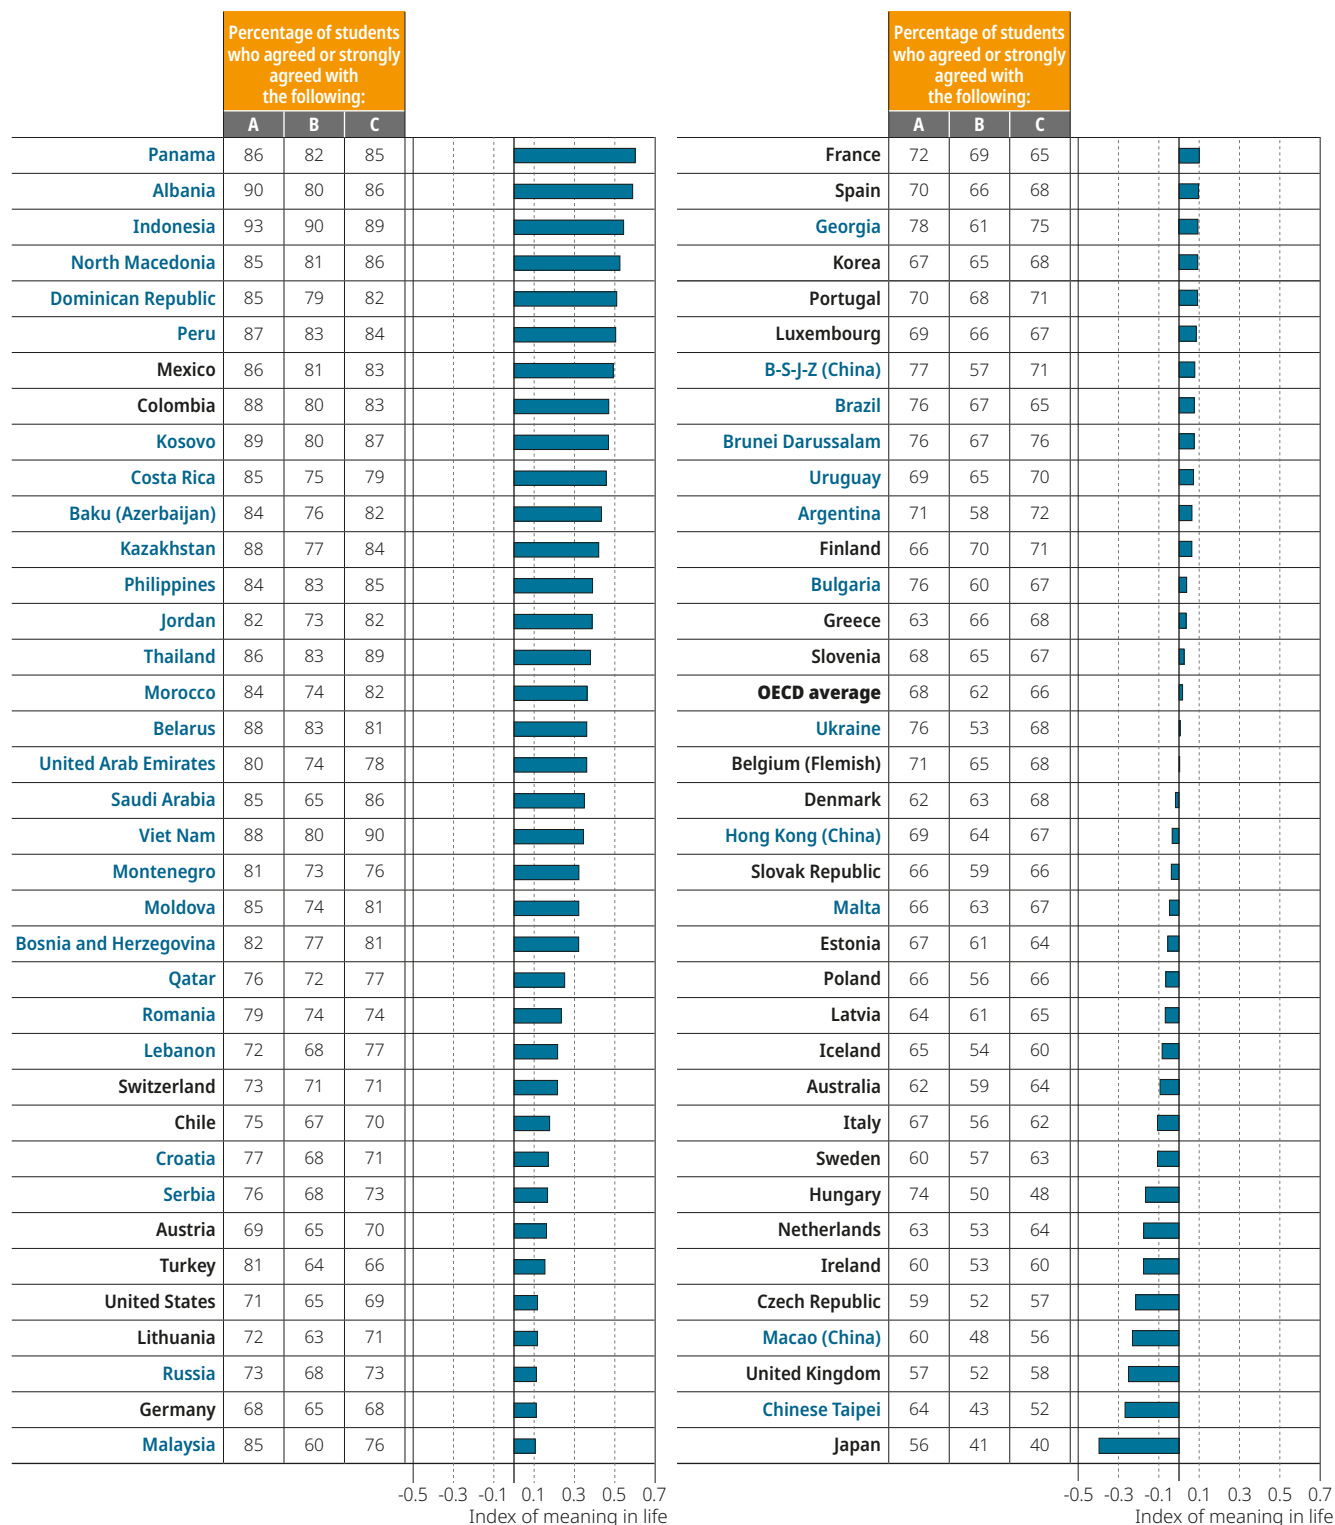 Percentage of students
who agreed or strongly
agreed with
the following:
A B C
Panama 86 82 85
Albania 90 80 86
Indonesia 93 90 89
North Macedonia 85 81 86
Dominican Republic 85 79 82
Peru 87 83 84
Mexico 86 81 83
Colombia 88 80 83
Kosovo 89 80 87
Costa Rica 85 75 79
Baku (Azerbaijan) 84 76 82
Kazakhstan 88 77 84
Philippines 84 83 85
Jordan 82 73 82
Thailand 86 83 89
Morocco 84 74 82
Belarus 88 83 81
United Arab Emirates 80 74 78
Saudi Arabia 85 65 86
Viet Nam 88 80 90
Montenegro 81 73 76
Moldova 85 74 81
Bosnia and Herzegovina 82 77 81
Qatar 76 72 77
Romania 79 74 74
Lebanon 72 68 77
Switzerland 73 71 71
Chile 75 67 70
Croatia 77 68 71
Serbia 76 68 73
Austria 69 65 70
Turkey 81 64 66
United States 71 65 69
Lithuania 72 63 71
Russia 73 68 73
Germany 68 65 68
Malaysia 85 60 76
-0.5 -0.3 -0.1 0.1 0.3 0.5 0.7
Index of meaning in life
Percentage of students
who agreed or strongly
agreed with
the following:
A B C
France 72 69 65
Spain 70 66 68
Georgia 78 61 75
Korea 67 65 68
Portugal 70 68 71
Luxembourg 69 66 67
B-S-J-Z (China) 77 57 71
Brazil 76 67 65
Brunei Darussalam 76 67 76
Uruguay 69 65 70
Argentina 71 58 72
Finland 66 70 71
Bulgaria 76 60 67
Greece 63 66 68
Slovenia 68 65 67
OECD average 68 62 66
Ukraine 76 53 68
Belgium (Flemish) 71 65 68
Denmark 62 63 68
Hong Kong (China) 69 64 67
Slovak Republic 66 59 66
Malta 66 63 67
Estonia 67 61 64
Poland 66 56 66
Latvia 64 61 65
Iceland 65 54 60
Australia 62 59 64
Italy 67 56 62
Sweden 60 57 63
Hungary 74 50 48
Netherlands 63 53 64
Ireland 60 53 60
Czech Republic 59 52 57
Macao (China) 60 48 56
United Kingdom 57 52 58
Chinese Taipei 64 43 52
Japan 56 41 40
-0.5 -0.3 -0.1 0.1 0.3 0.5 0.7
Index of meaning in life